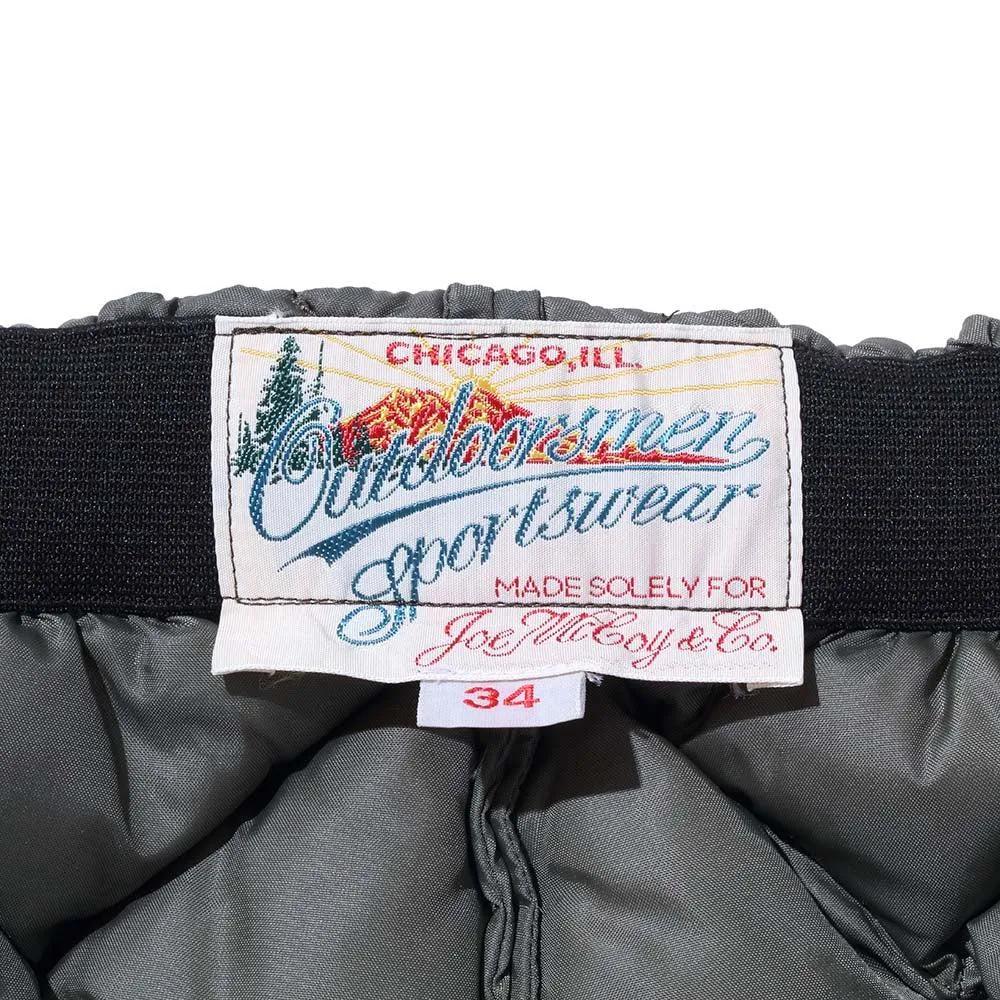 CHICAGO, ILL.
Outdoorsmen
Sportswear
MADE SOLELY FOR
Joe McCoy & Co.
34